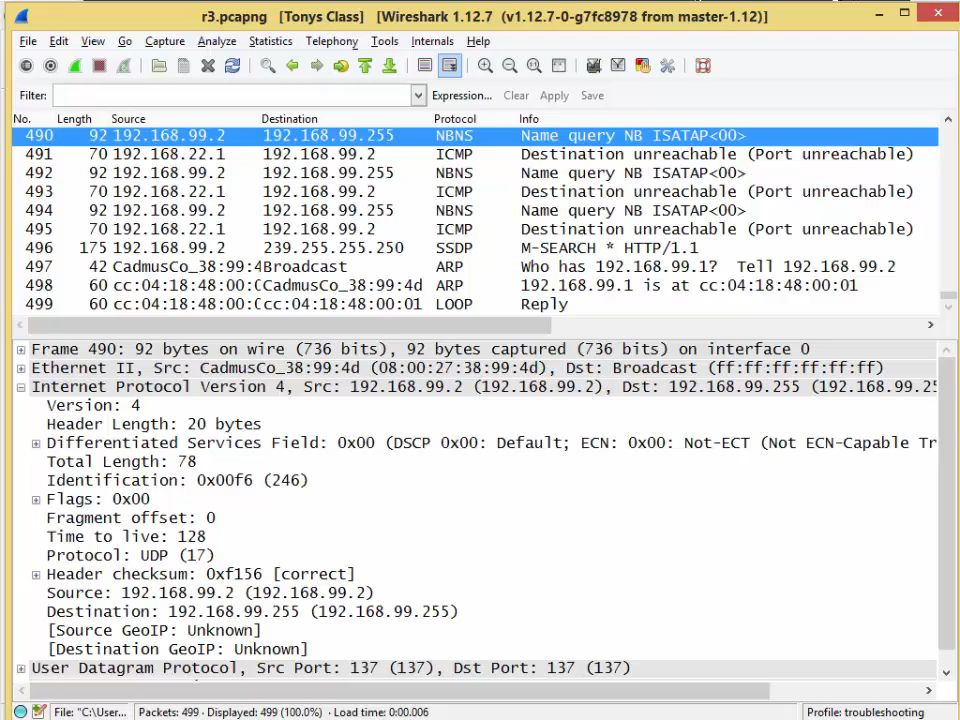 r3.pcapng [Tonys Class] [Wireshark 1.12.7 (v1.12.7-0-g7fc8978 from master-1.12)]
File Edit View Go Capture Analyze Statistics Telephony Tools Internals Help
Filter: Expression... Clear Apply Save
No. Length Source Destination Protocol Info
490 92 192.168.99.2 192.168.99.255 NBNS Name query NB ISATAP<00>
491 70 192.168.22.1 192.168.99.2 ICMP Destination unreachable (Port unreachable)
492 92 192.168.99.2 192.168.99.255 NBNS Name query NB ISATAP<00>
493 70 192.168.22.1 192.168.99.2 ICMP Destination unreachable (Port unreachable)
494 92 192.168.99.2 192.168.99.255 NBNS Name query NB ISATAP<00>
495 70 192.168.22.1 192.168.99.2 ICMP Destination unreachable (Port unreachable)
496 175 192.168.99.2 239.255.255.250 SSDP M-SEARCH * HTTP/1.1
497 42 CadmusCo_38:99:4 Broadcast ARP Who has 192.168.99.1? Tell 192.168.99.2
498 60 cc:04:18:48:00:0 CadmusCo_38:99:4d ARP 192.168.99.1 is at cc:04:18:48:00:01
499 60 cc:04:18:48:00:0 cc:04:18:48:00:01 LOOP Reply
Frame 490: 92 bytes on wire (736 bits), 92 bytes captured (736 bits) on interface 0
Ethernet II, Src: CadmusCo_38:99:4d (08:00:27:38:99:4d), Dst: Broadcast (ff:ff:ff:ff:ff:ff)
Internet Protocol Version 4, Src: 192.168.99.2 (192.168.99.2), Dst: 192.168.99.255 (192.168.99.25
Version: 4
Header Length: 20 bytes
Differentiated Services Field: 0x00 (DSCP 0x00: Default; ECN: 0x00: Not-ECT (Not ECN-Capable Tr
Total Length: 78
Identification: 0x00f6 (246)
Flags: 0x00
Fragment offset: 0
Time to live: 128
Protocol: UDP (17)
Header checksum: 0xf156 [correct]
Source: 192.168.99.2 (192.168.99.2)
Destination: 192.168.99.255 (192.168.99.255)
[Source GeoIP: Unknown]
[Destination GeoIP: Unknown]
User Datagram Protocol, Src Port: 137 (137), Dst Port: 137 (137)
File: "C:\User... Packets: 499 · Displayed: 499 (100.0%) · Load time: 0:00.006 Profile: troubleshooting